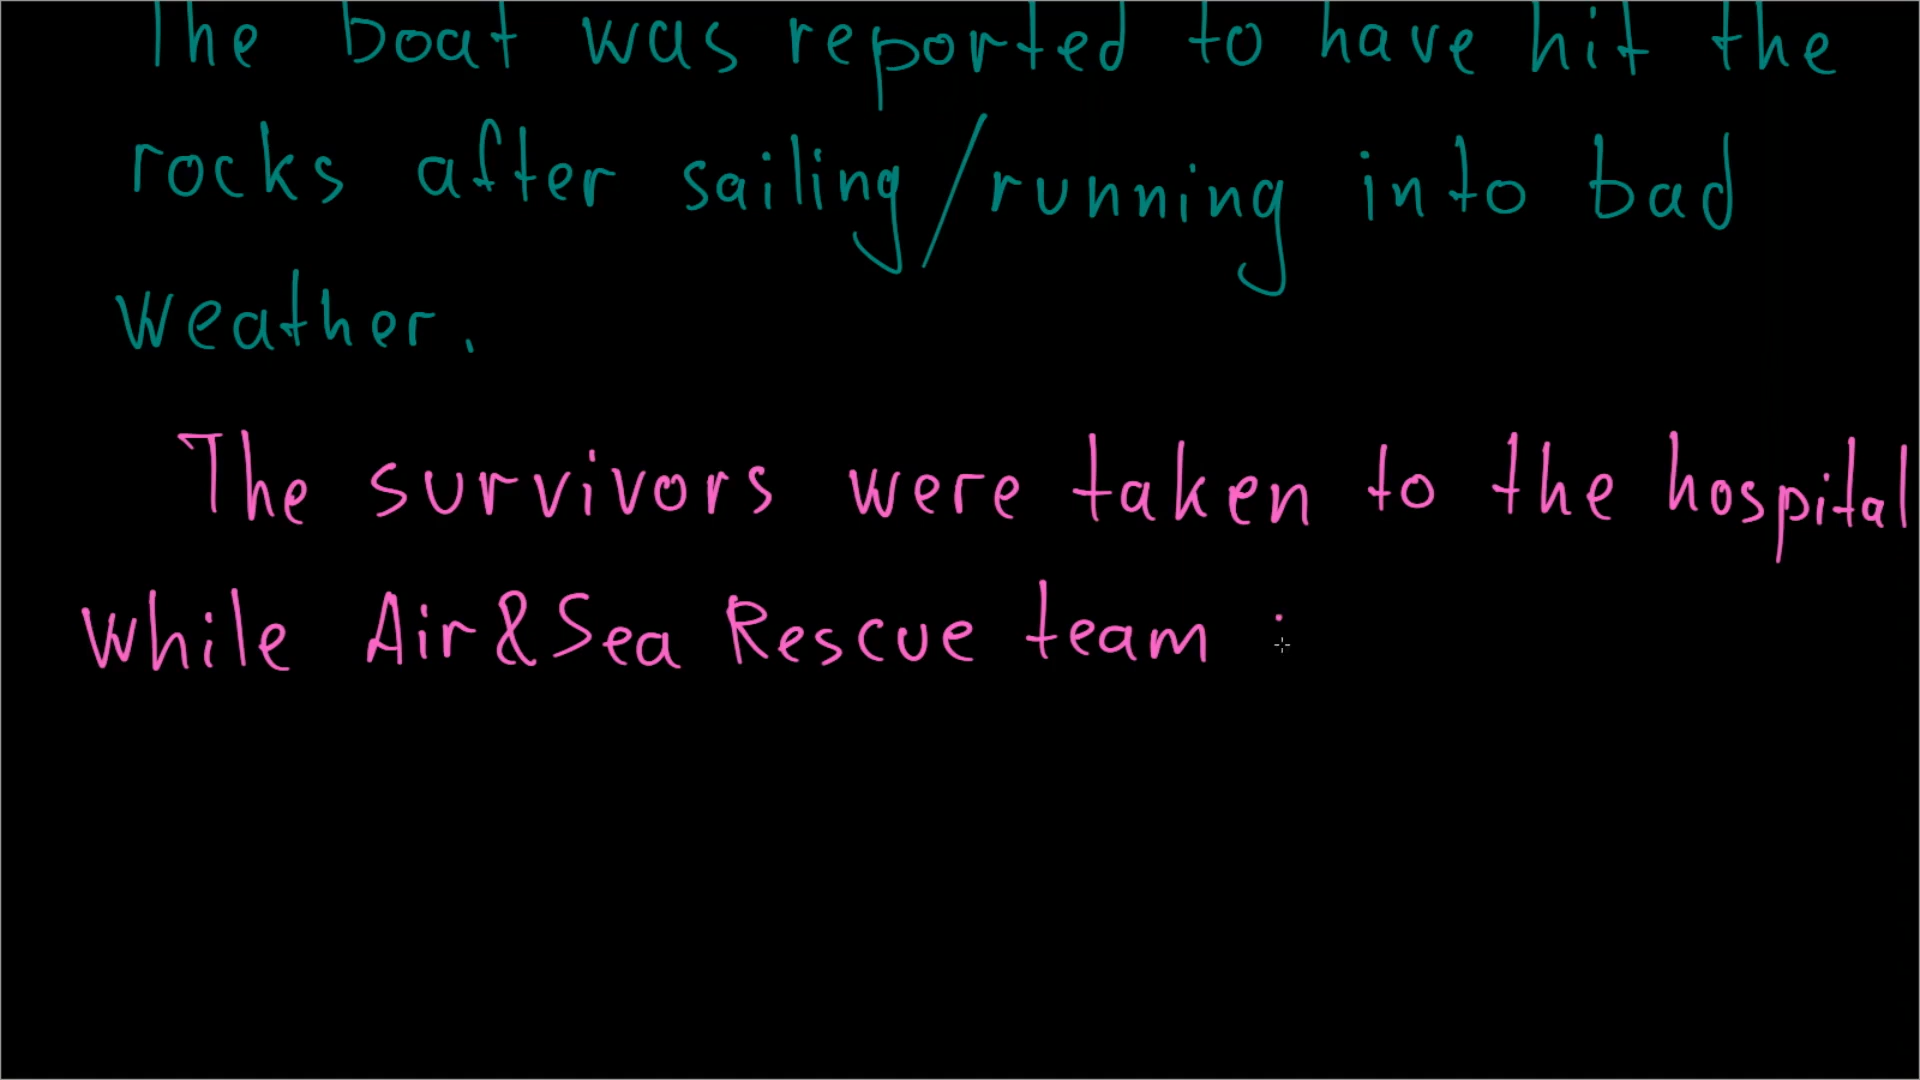 The boat was reported to have hit the
rocks after sailing/running into bad
weather.
The survivors were taken to the hospital
while Air&Sea Rescue team